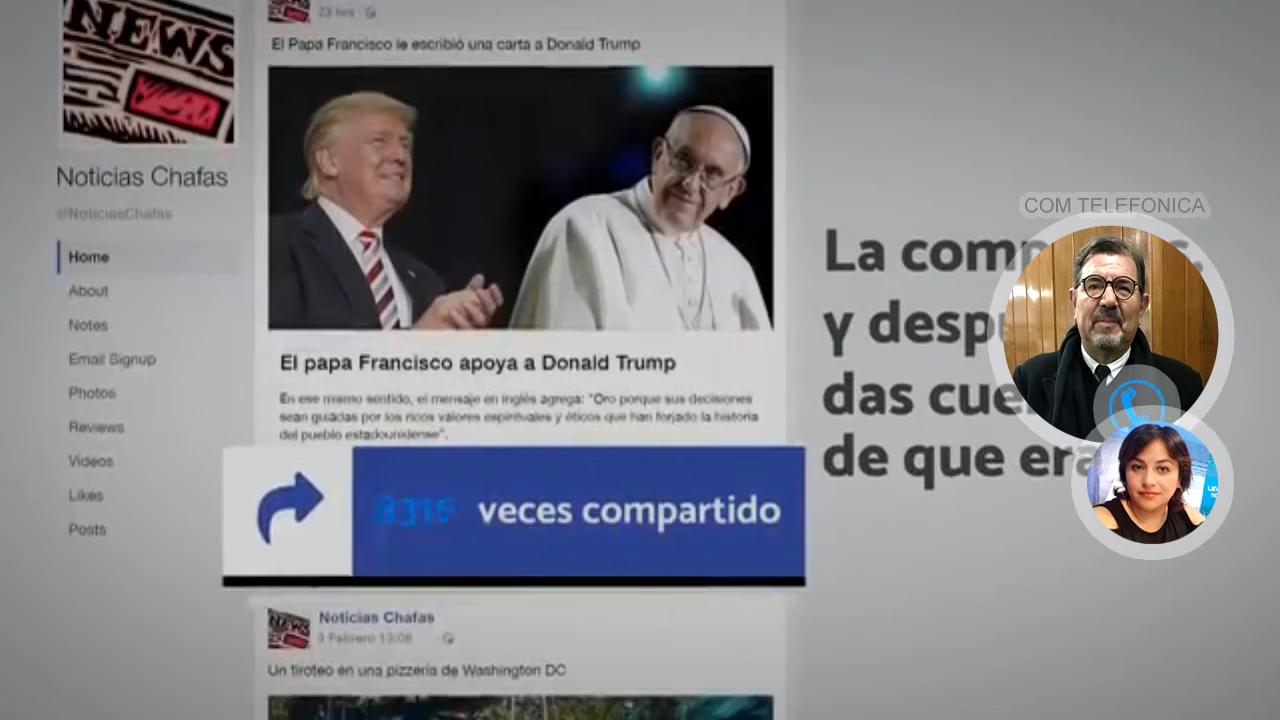 NEWS
Noticias Chafas
@NoticiasChafas
Home
About
Notes
Email Signup
Photos
Reviews
Videos
Likes
Posts
23 hrs
El Papa Francisco le escribió una carta a Donald Trump
El papa Francisco apoya a Donald Trump
En ese mismo sentido, el mensaje en inglés agrega: "Oro porque sus decisiones
sean guiadas por los ricos valores espirituales y éticos que han forjado la historia
del pueblo estadounidense".
veces compartido
NEWS
Noticias Chafas
3 Febrero 13:08
Un tiroteo en una pizzería de Washington DC
COM TELEFONICA
La comp
y desp
das cue
de que era